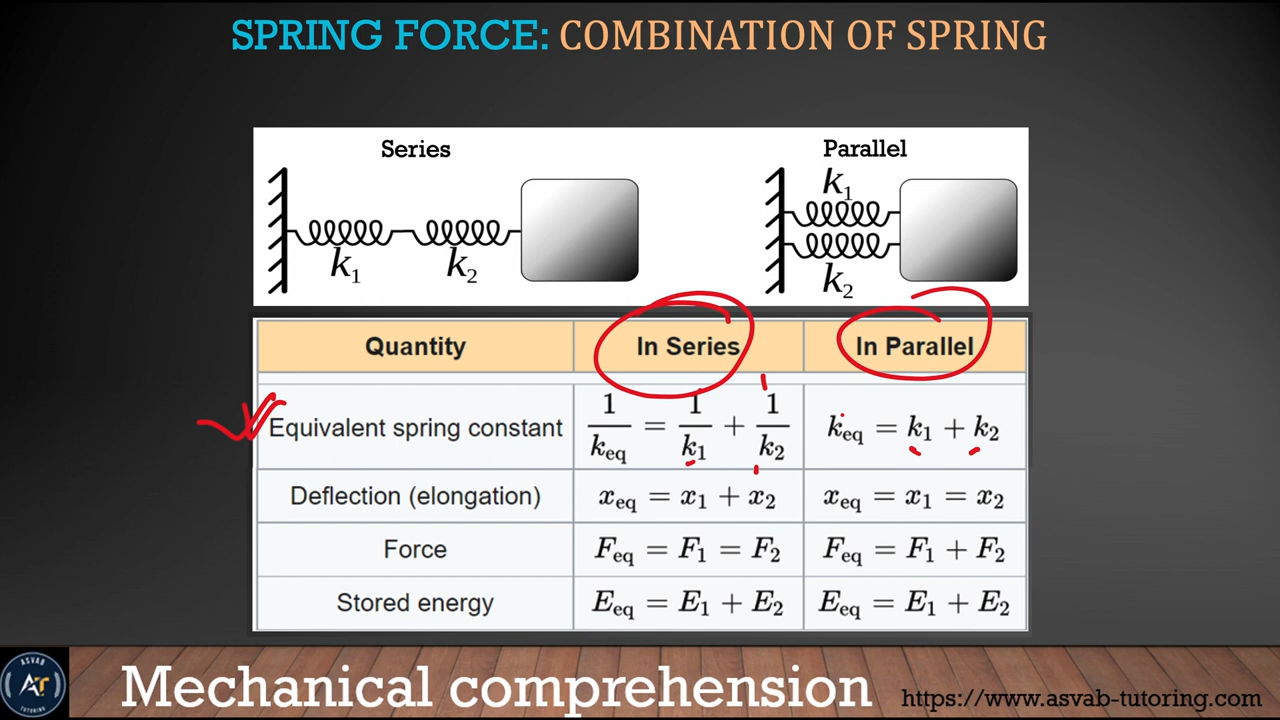 SPRING FORCE: COMBINATION OF SPRING
Series
Parallel
k₁
k₂
k₁
k₂
Quantity
In Series
In Parallel
Equivalent spring constant
1/k_eq = 1/k₁ + 1/k₂
k_eq = k₁ + k₂
Deflection (elongation)
x_eq = x₁ + x₂
x_eq = x₁ = x₂
Force
F_eq = F₁ = F₂
F_eq = F₁ + F₂
Stored energy
E_eq = E₁ + E₂
E_eq = E₁ + E₂
ASVAB
AT
TUTORING
Mechanical comprehension
https://www.asvab-tutoring.com